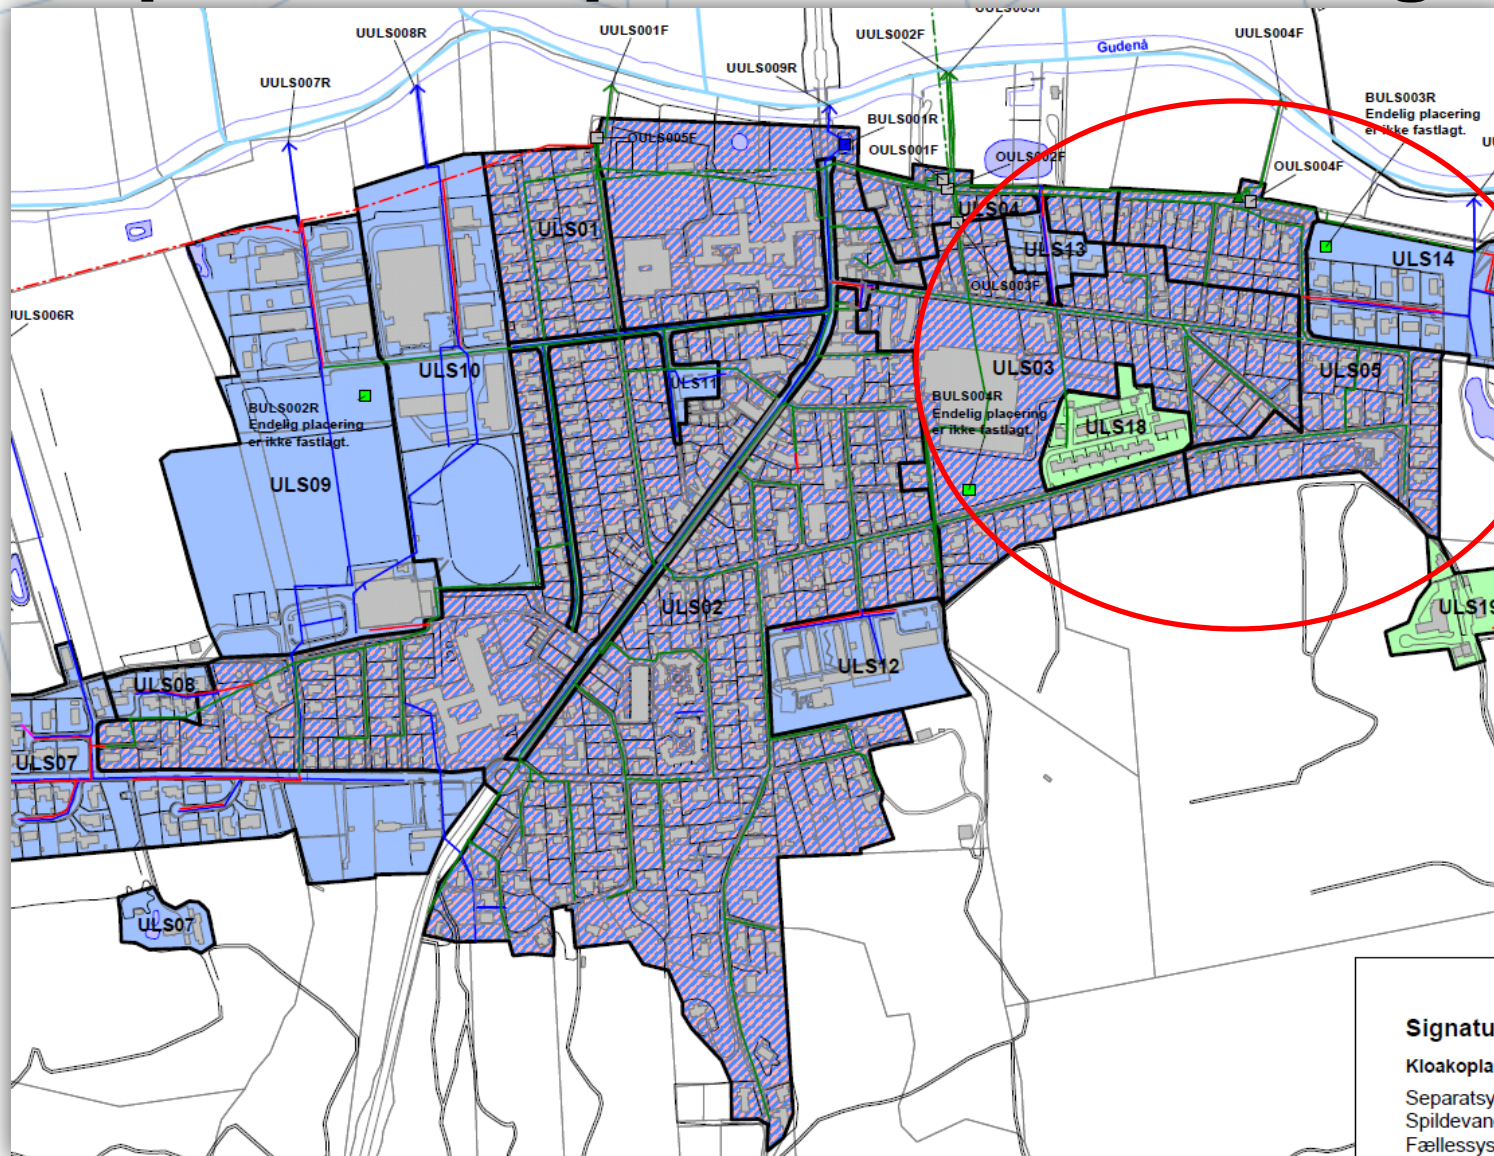 UULS008R
UULS001F
UULS002F
UULS004F
Gudenå
UULS009R
UULS007R
BULS003R
Endelig placering
er ikke fastlagt.
BULS001R
OULS005F
OULS001F
OULS002F
OULS004F
ULS04
ULS01
ULS13
ULS14
OULS003F
ULS03
ULS10
ULS11
ULS05
BULS002R
Endelig placering
er ikke fastlagt.
BULS004R
Endelig placering
er ikke fastlagt.
ULS18
ULS09
ULS02
ULS19
ULS12
ULS08
ULS07
ULS07
Signatu
Kloakopla
Separatsy
Spildevan
Fællessys